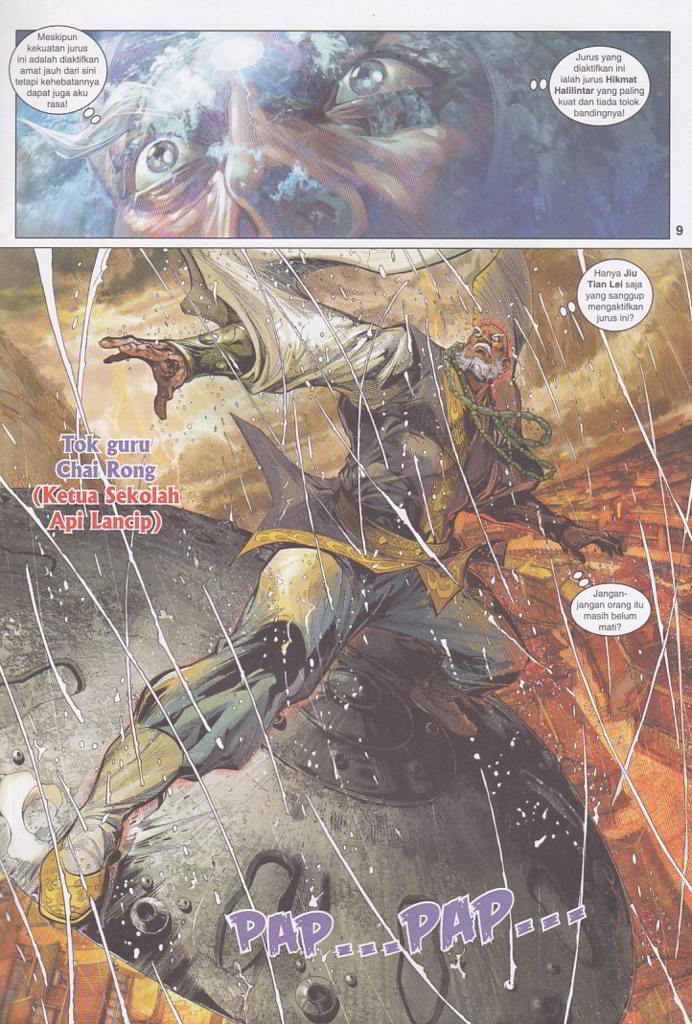 Meskipun
kekuatan jurus
ini adalah diaktifkan
amat jauh dari sini
tetapi kehebatannya
dapat juga aku
rasa!
Jurus yang
diaktifkan ini
ialah jurus Hikmat
Halilintar yang paling
kuat dan tiada tolok
bandingnya!
9
Hanya Jiu
Tian Lei saja
yang sanggup
mengaktifkan
jurus ini?
Tok guru
Chai Rong
(Ketua Sekolah
Api Lancip)
Jangan-
jangan orang itu
masih belum
mati?
PAP...PAP...